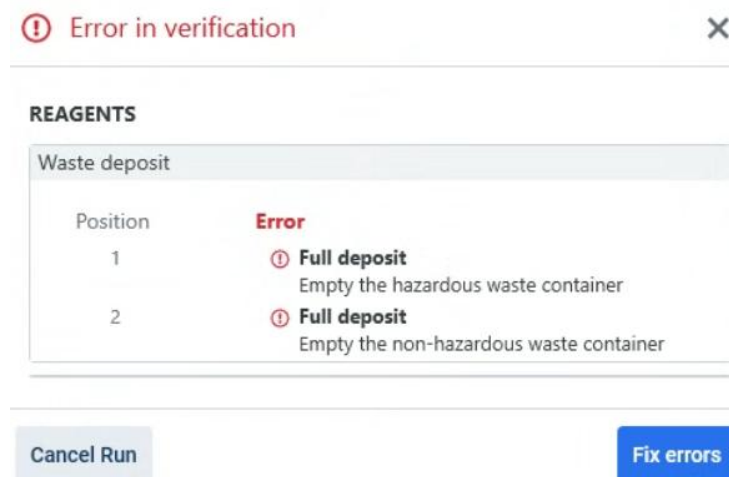 Error in verification
REAGENTS
Waste deposit
Position Error
1 Full deposit
Empty the hazardous waste container
2 Full deposit
Empty the non-hazardous waste container
Cancel Run Fix errors